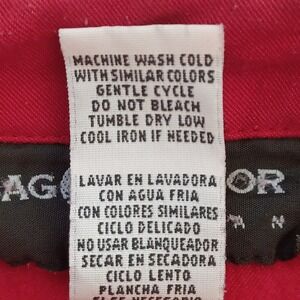 MACHINE WASH COLD
WITH SIMILAR COLORS
GENTLE CYCLE
DO NOT BLEACH
TUMBLE DRY LOW
COOL IRON IF NEEDED
LAVAR EN LAVADORA
CON AGUA FRIA
CON COLORES SIMILARES
CICLO DELICADO
NO USAR BLANQUEADOR
SECAR EN SECADORA
CICLO LENTO
PLANCHA FRIA